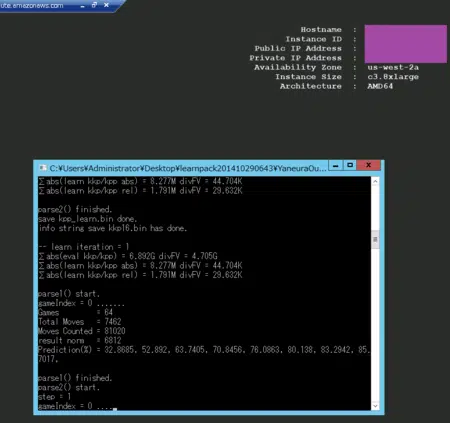 ute.amazonews.com
Hostname :
Instance ID :
Public IP Address :
Private IP Address :
Availability Zone : us-west-2a
Instance Size : c3.8xlarge
Architecture : AMD64
C:¥Users¥Administrator¥Desktop¥learnpack201410290643¥YaneuraOu...
Σabs(learn kkp/kpp abs) = 8.277M divFV = 44.704K
Σabs(learn kkp/kpp rel) = 1.791M divFV = 29.632K
parse2() finished.
save kpp_learn.bin done.
info string save kkp16.bin has done.
-- learn iteration = 1
Σabs(eval kkp/kpp) = 6.892G divFV = 4.705G
Σabs(learn kkp/kpp abs) = 8.277M divFV = 44.704K
Σabs(learn kkp/kpp rel) = 1.791M divFV = 29.632K
parse1() start.
gameIndex = 0 .......
Games = 64
Total Moves = 7462
Moves Counted = 81020
result norm = 6812
Prediction(%) = 32.8685, 52.892, 63.7405, 70.8456, 76.0863, 80.138, 83.2942, 85.
7017,
parse1() finished.
parse2() start.
step = 1
gameIndex = 0 ....